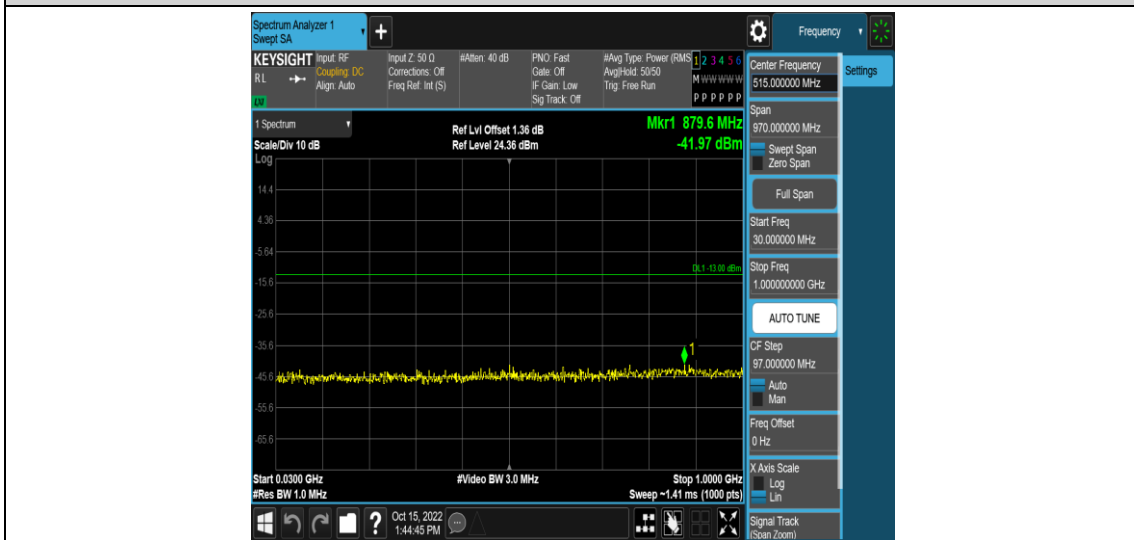 Spectrum Analyzer 1
Swept SA
+
Frequency
KEYSIGHT
RL
LXI
Input: RF
Coupling: DC
Align: Auto
Input Z: 50 Ω
Corrections: Off
Freq Ref: Int (S)
#Atten: 40 dB
PNO: Fast
Gate: Off
IF Gain: Low
Sig Track: Off
#Avg Type: Power (RMS
Avg|Hold: 50/50
Trig: Free Run
1 2 3 4 5 6
M W W W W W
P P P P P P
1 Spectrum
Scale/Div 10 dB
Log
Ref Lvl Offset 1.36 dB
Ref Level 24.36 dBm
Mkr1 879.6 MHz
-41.97 dBm
14.4
4.36
-5.64
-15.6
-25.6
-35.6
-45.6
-55.6
-65.6
DL1 -13.00 dBm
1
Start 0.0300 GHz
#Res BW 1.0 MHz
#Video BW 3.0 MHz
Stop 1.0000 GHz
Sweep ~1.41 ms (1000 pts)
Center Frequency
515.000000 MHz
Settings
Span
970.000000 MHz
Swept Span
Zero Span
Full Span
Start Freq
30.000000 MHz
Stop Freq
1.000000000 GHz
AUTO TUNE
CF Step
97.000000 MHz
Auto
Man
Freq Offset
0 Hz
X Axis Scale
Log
Lin
Signal Track
(Span Zoom)
?
Oct 15, 2022
1:44:45 PM